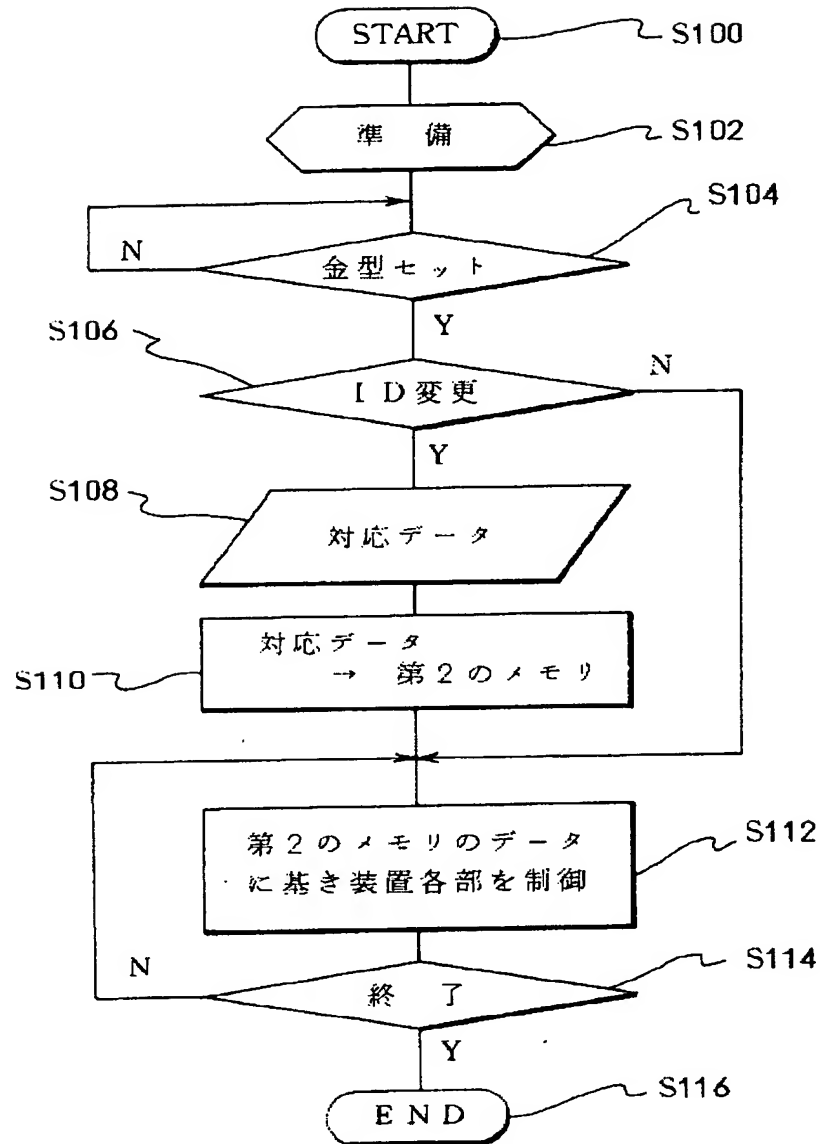 START
S100
準備
S102
S104
N
金型セット
Y
S106
ID変更
N
Y
S108
対応データ
対応データ
→ 第2のメモリ
S110
第2のメモリのデータ
に基き装置各部を制御
S112
N
S114
終了
Y
S116
END